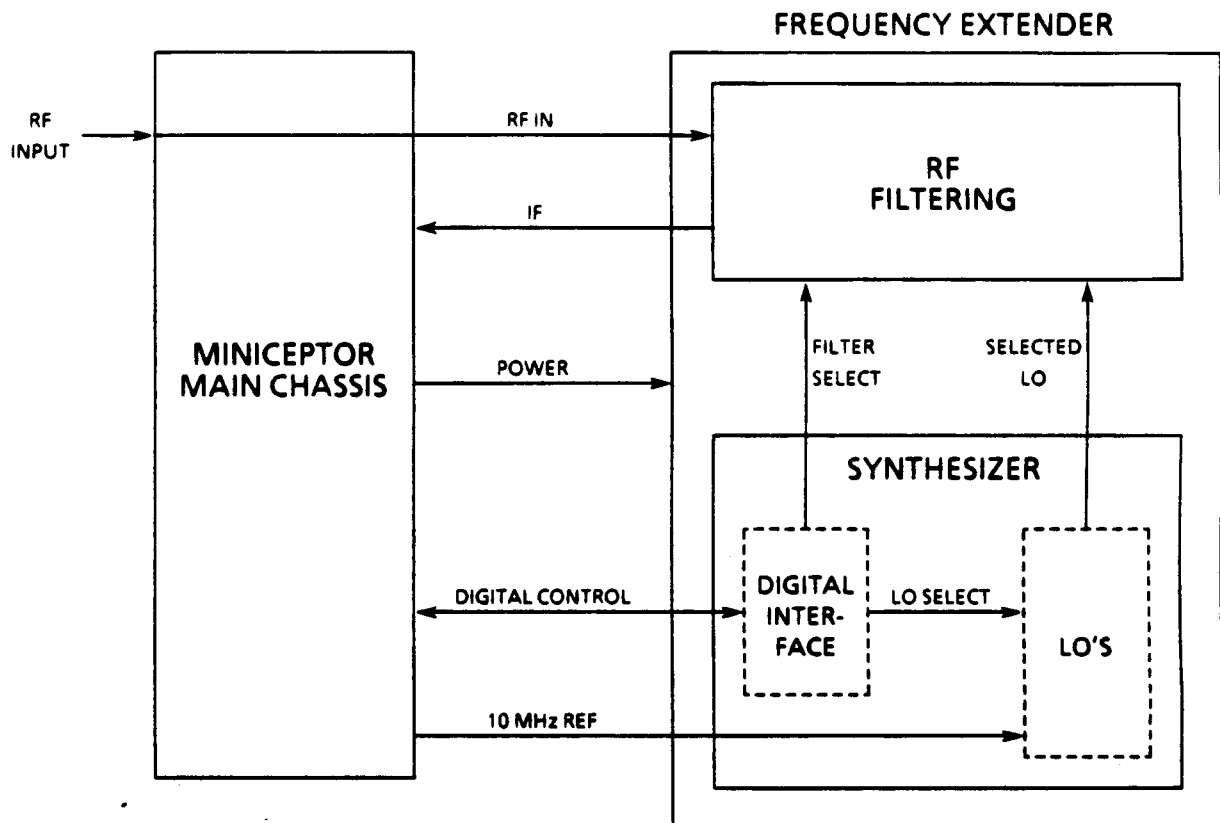 FREQUENCY EXTENDER
RF
INPUT
RF IN
RF
FILTERING
IF
MINICEPTOR
MAIN CHASSIS
POWER
FILTER
SELECT
SELECTED
LO
SYNTHESIZER
DIGITAL CONTROL
DIGITAL
INTER-
FACE
LO SELECT
LO'S
10 MHz REF